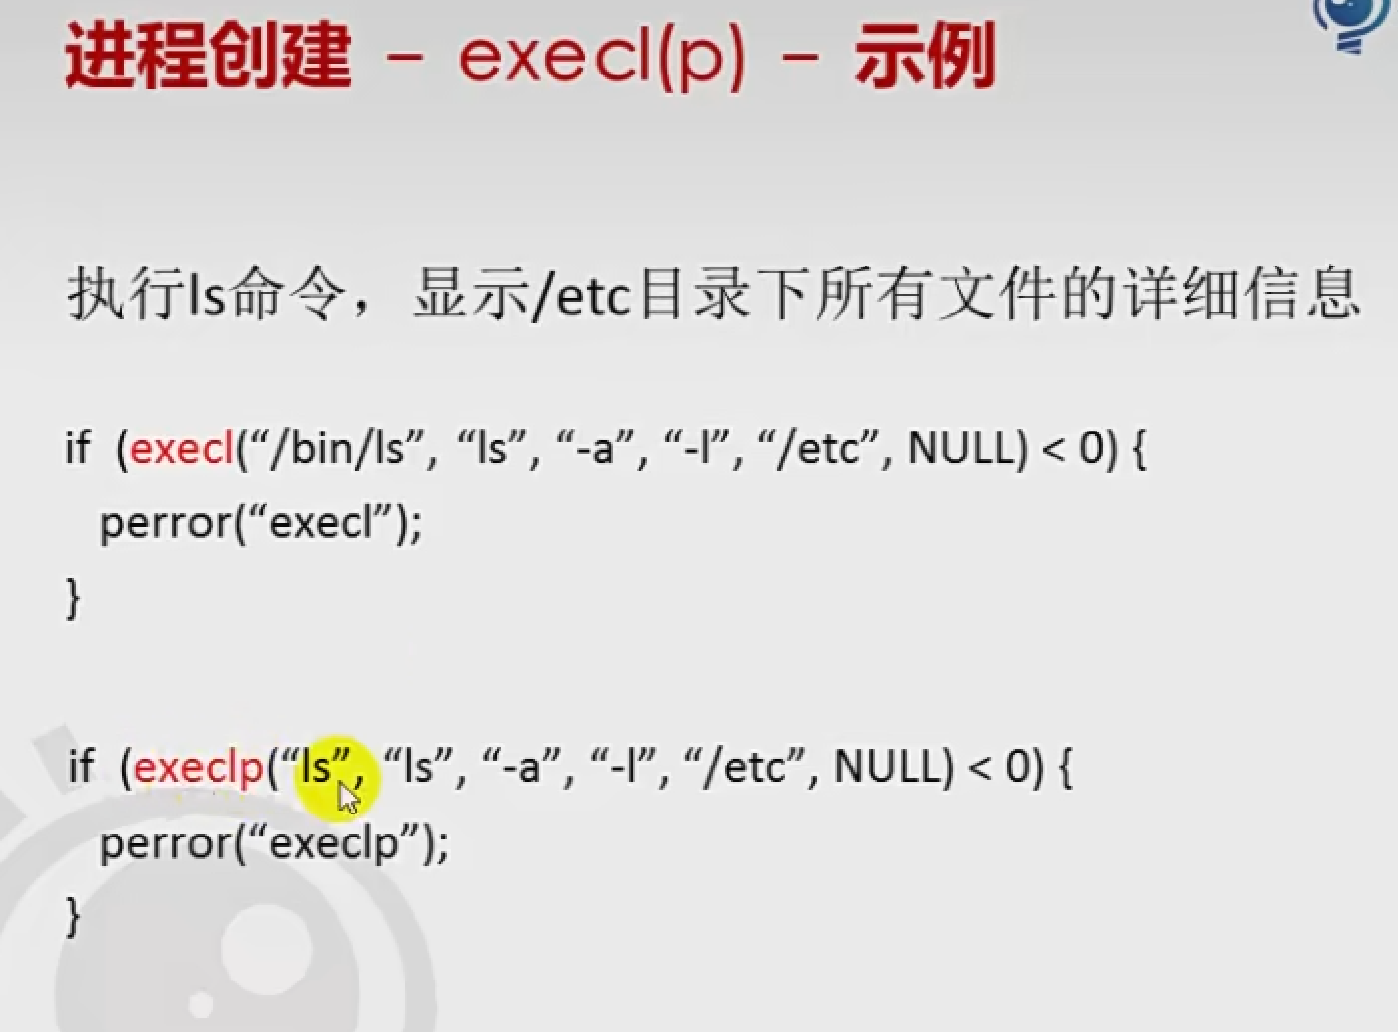 进程创建 – execl(p) – 示例
执行ls命令，显示/etc目录下所有文件的详细信息
if (execl(“/bin/ls”, “ls”, “-a”, “-l”, “/etc”, NULL) < 0) {
perror(“execl”);
}
if (execlp(“ls”, “ls”, “-a”, “-l”, “/etc”, NULL) < 0) {
perror(“execlp”);
}